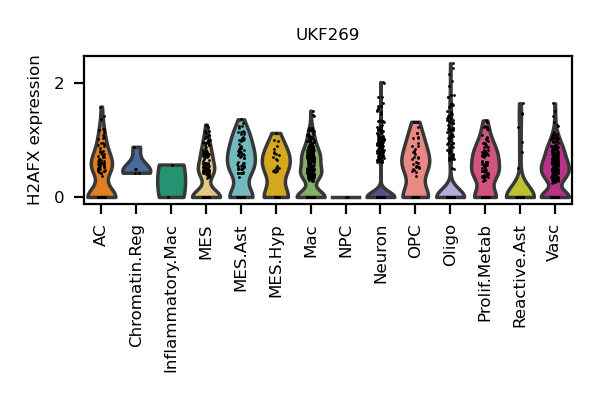 UKF269
H2AFX expression
2
0
AC
Chromatin.Reg
Inflammatory.Mac
MES
MES.Ast
MES.Hyp
Mac
NPC
Neuron
OPC
Oligo
Prolif.Metab
Reactive.Ast
Vasc